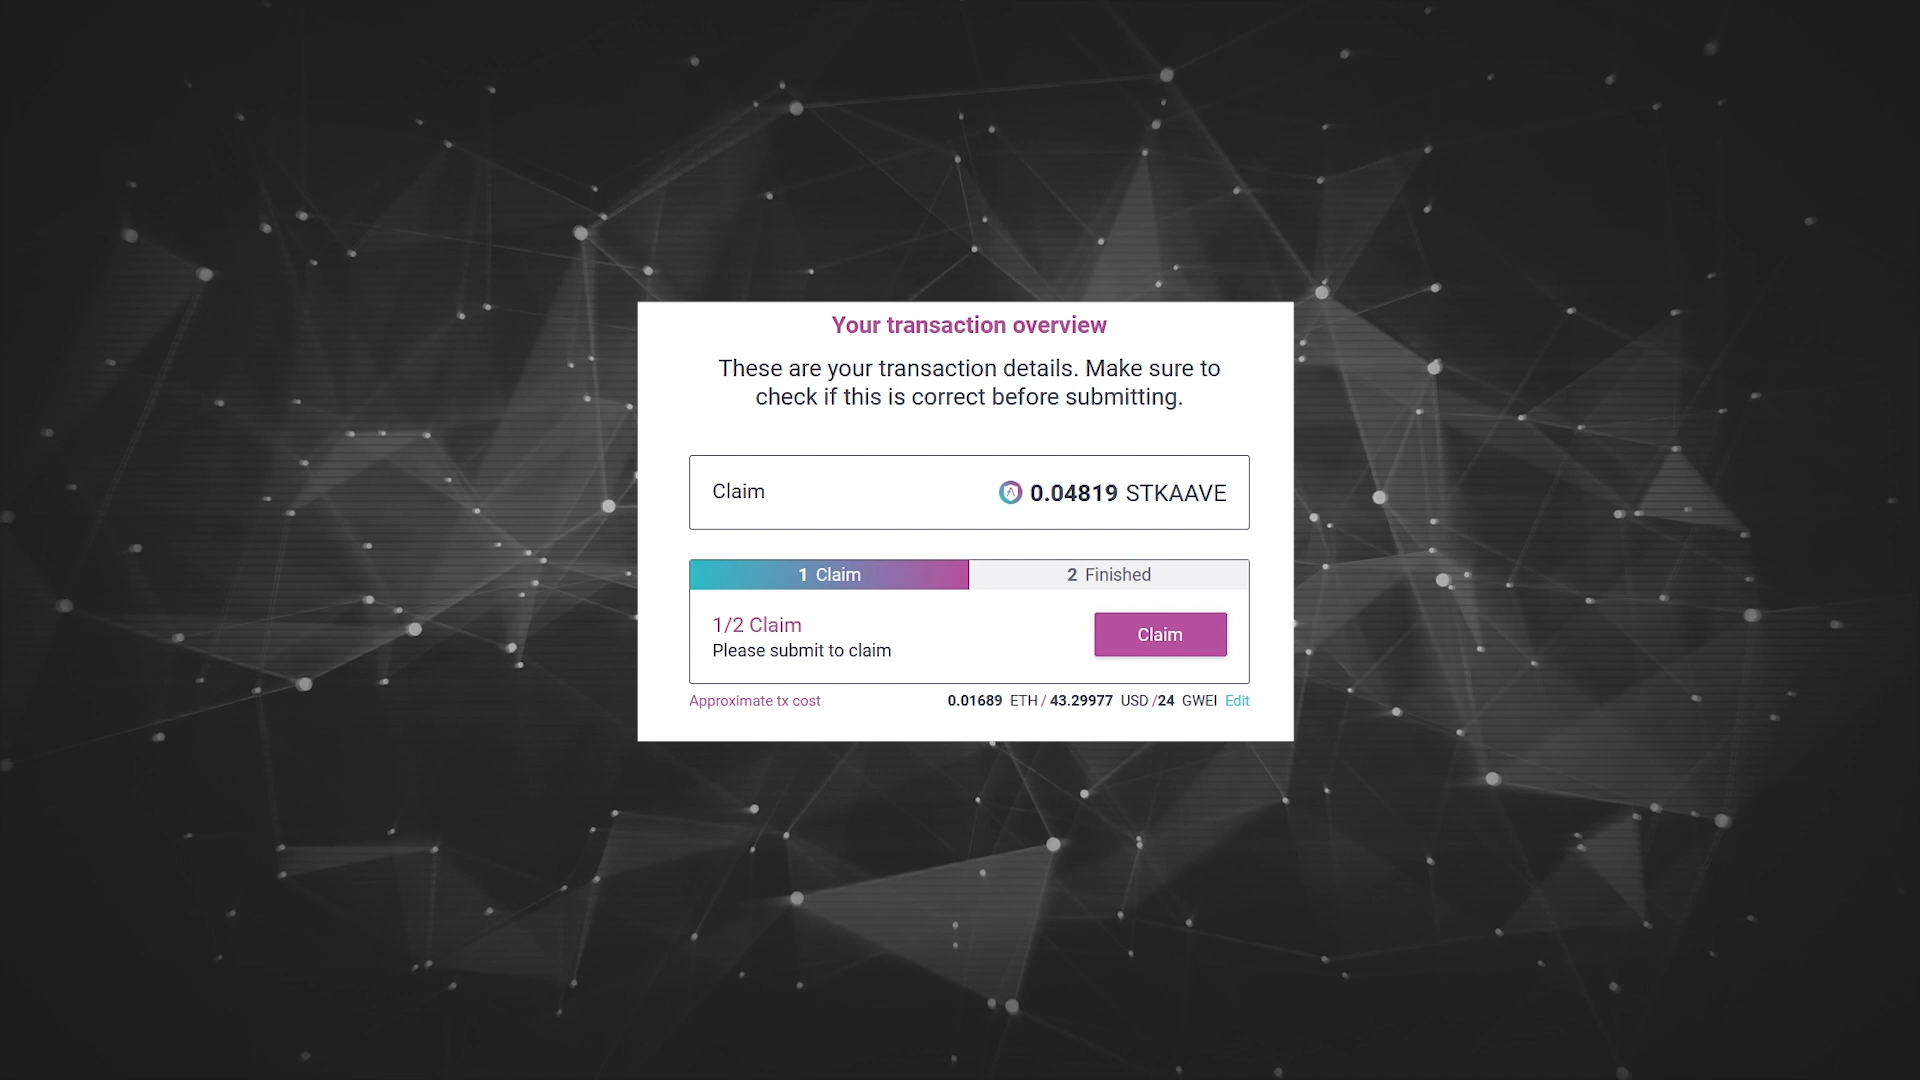 Your transaction overview
These are your transaction details. Make sure to
check if this is correct before submitting.
Claim 0.04819 STKAAVE
1 Claim 2 Finished
1/2 Claim
Please submit to claim
Claim
Approximate tx cost 0.01689 ETH / 43.29977 USD /24 GWEI Edit